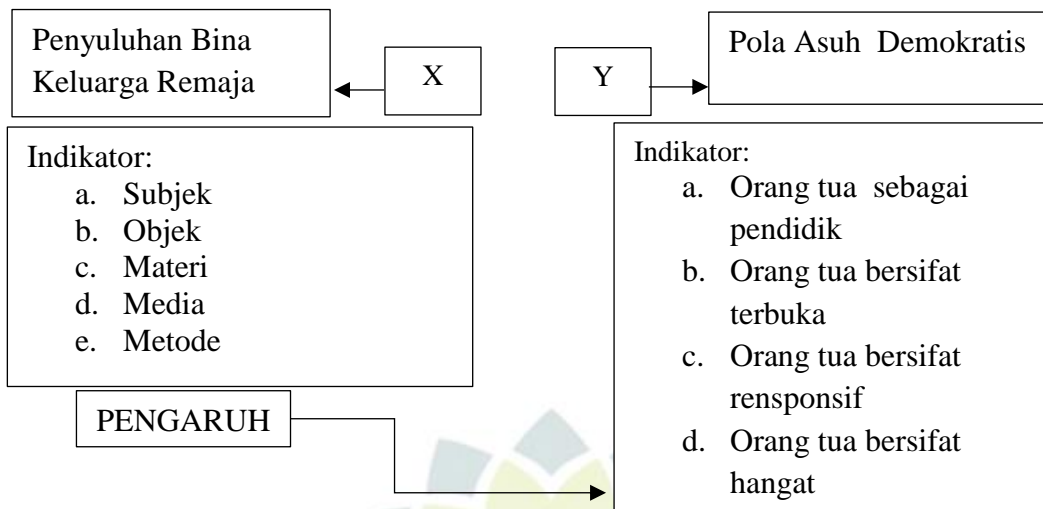 Penyuluhan Bina
Keluarga Remaja
X
Y
Pola Asuh Demokratis
Indikator:
a. Subjek
b. Objek
c. Materi
d. Media
e. Metode
PENGARUH
Indikator:
a. Orang tua sebagai
pendidik
b. Orang tua bersifat
terbuka
c. Orang tua bersifat
rensponsif
d. Orang tua bersifat
hangat